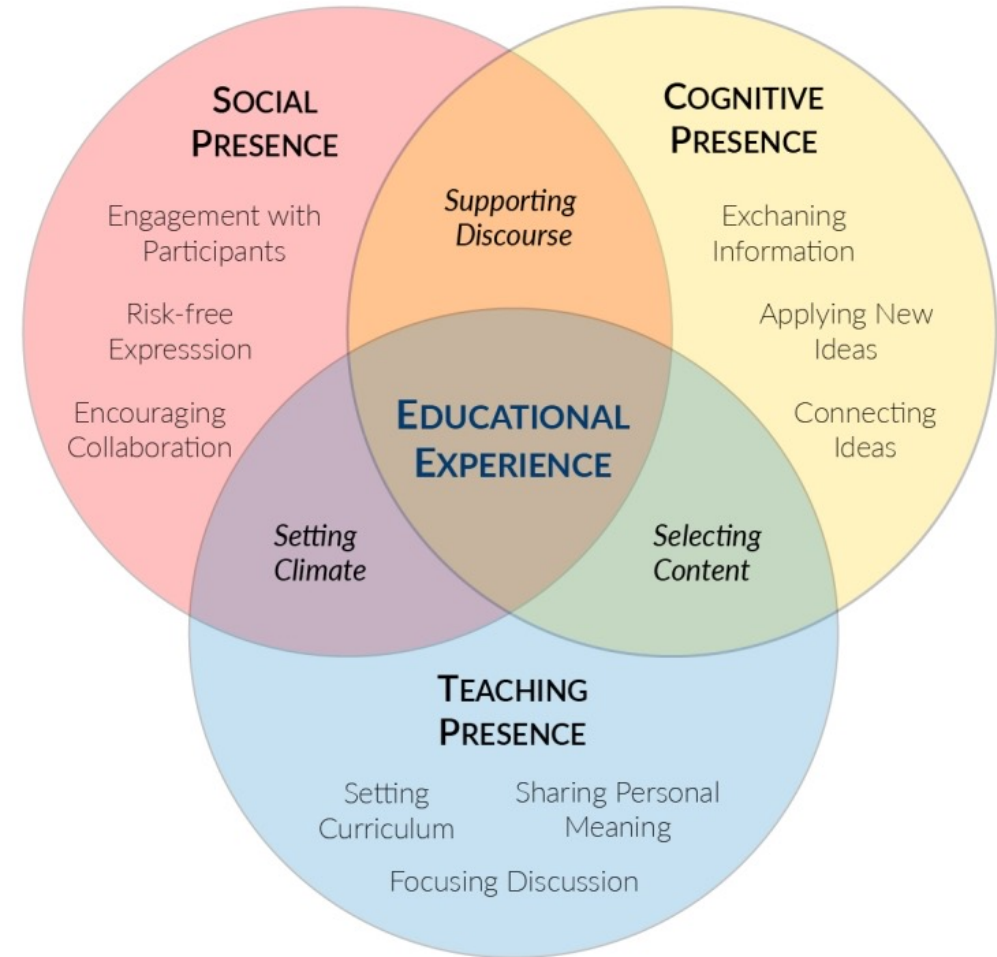 SOCIAL
PRESENCE
Engagement with
Participants
Risk-free
Expresssion
Encouraging
Collaboration
Supporting
Discourse
COGNITIVE
PRESENCE
Exchaning
Information
Applying New
Ideas
Connecting
Ideas
EDUCATIONAL
EXPERIENCE
Setting
Climate
Selecting
Content
TEACHING
PRESENCE
Setting
Curriculum
Sharing Personal
Meaning
Focusing Discussion